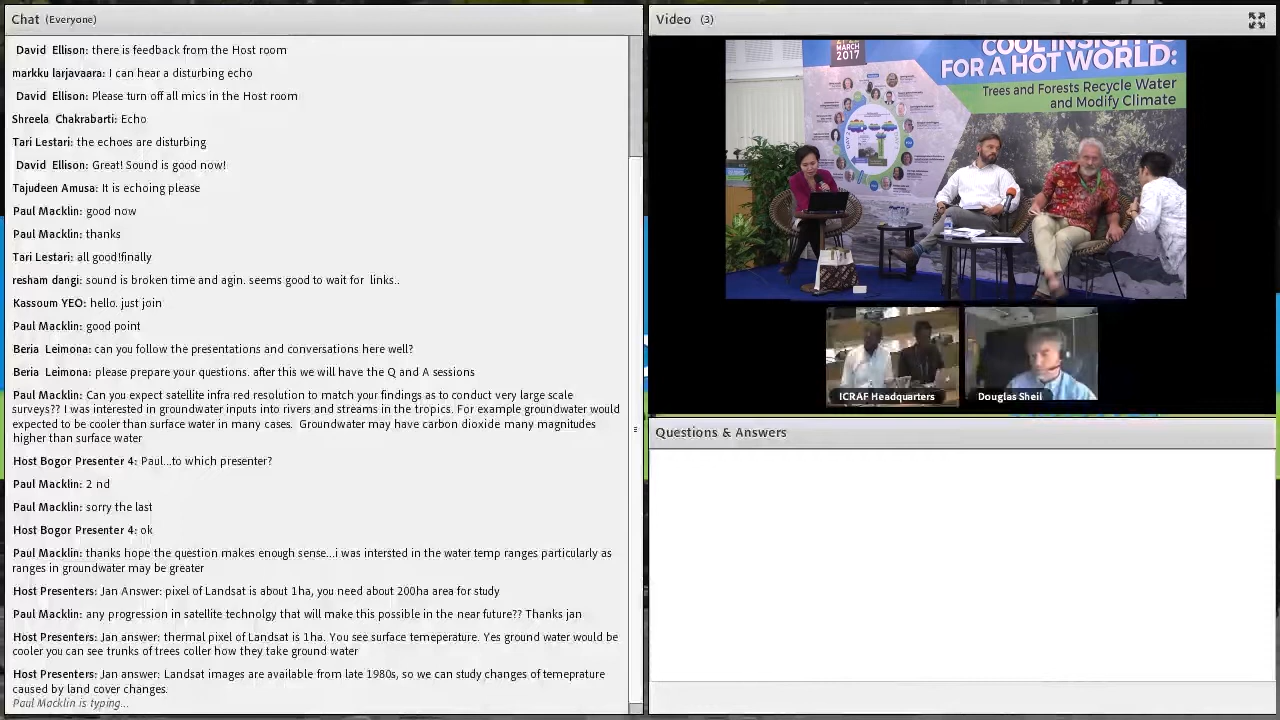 Chat (Everyone)
David Ellison: there is feedback from the Host room
markku larjavaara: I can hear a disturbing echo
David Ellison: Please turn off all mics in the Host room
Shreela Chakrabarti: Echo
Tari Lestari: the echoes are disturbing
David Ellison: Great! Sound is good now!
Tajudeen Amusa: It is echoing please
Paul Macklin: good now
Paul Macklin: thanks
Tari Lestari: all good!finally
resham dangi: sound is broken time and agin. seems good to wait for links..
Kassoum YEO: hello. just join
Paul Macklin: good point
Beria Leimona: can you follow the presentations and conversations here well?
Beria Leimona: please prepare your questions. after this we will have the Q and A sessions
Paul Macklin: Can you expect satellite infra red resolution to match your findings as to conduct very large scale
surveys?? I was interested in groundwater inputs into rivers and streams in the tropics. For example groundwater would
expected to be cooler than surface water in many cases. Groundwater may have carbon dioxide many magnitudes
higher than surface water
Host Bogor Presenter 4: Paul...to which presenter?
Paul Macklin: 2 nd
Paul Macklin: sorry the last
Host Bogor Presenter 4: ok
Paul Macklin: thanks hope the question makes enough sense...i was intersted in the water temp ranges particularly as
ranges in groundwater may be greater
Host Presenters: Jan Answer: pixel of Landsat is about 1ha, you need about 200ha area for study
Paul Macklin: any progression in satellite technolgy that will make this possible in the near future?? Thanks jan
Host Presenters: Jan answer: thermal pixel of Landsat is 1ha. You see surface temeperature. Yes ground water would be
cooler you can see trunks of trees coller how they take ground water
Host Presenters: Jan answer: Landsat images are available from late 1980s, so we can study changes of temeprature
caused by land cover changes.
Paul Macklin is typing...
Video (3)
MARCH
2017
COOL INSIGHTS
FOR A HOT WORLD:
Trees and Forests Recycle Water
and Modify Climate
ICRAF Headquarters
Douglas Sheil
Questions & Answers